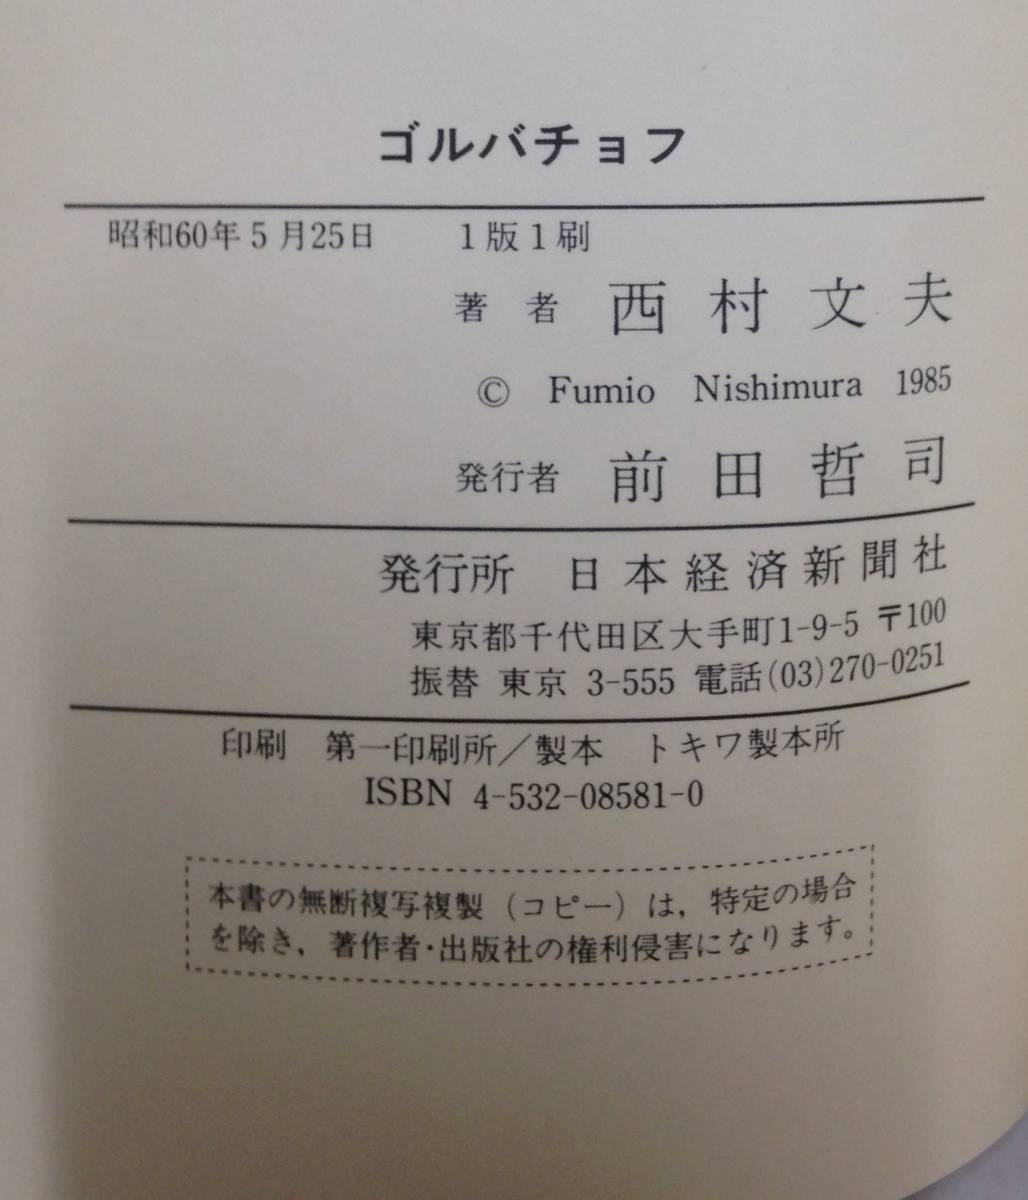 ゴルバチョフ
昭和60年5月25日　1版1刷
著　者　西村文夫
© Fumio Nishimura 1985
発行者　前田哲司
発行所　日本経済新聞社
東京都千代田区大手町1-9-5 〒100
振替 東京 3-555 電話(03)270-0251
印刷　第一印刷所／製本　トキワ製本所
ISBN 4-532-08581-0
本書の無断複写複製（コピー）は，特定の場合
を除き，著作者・出版社の権利侵害になります。